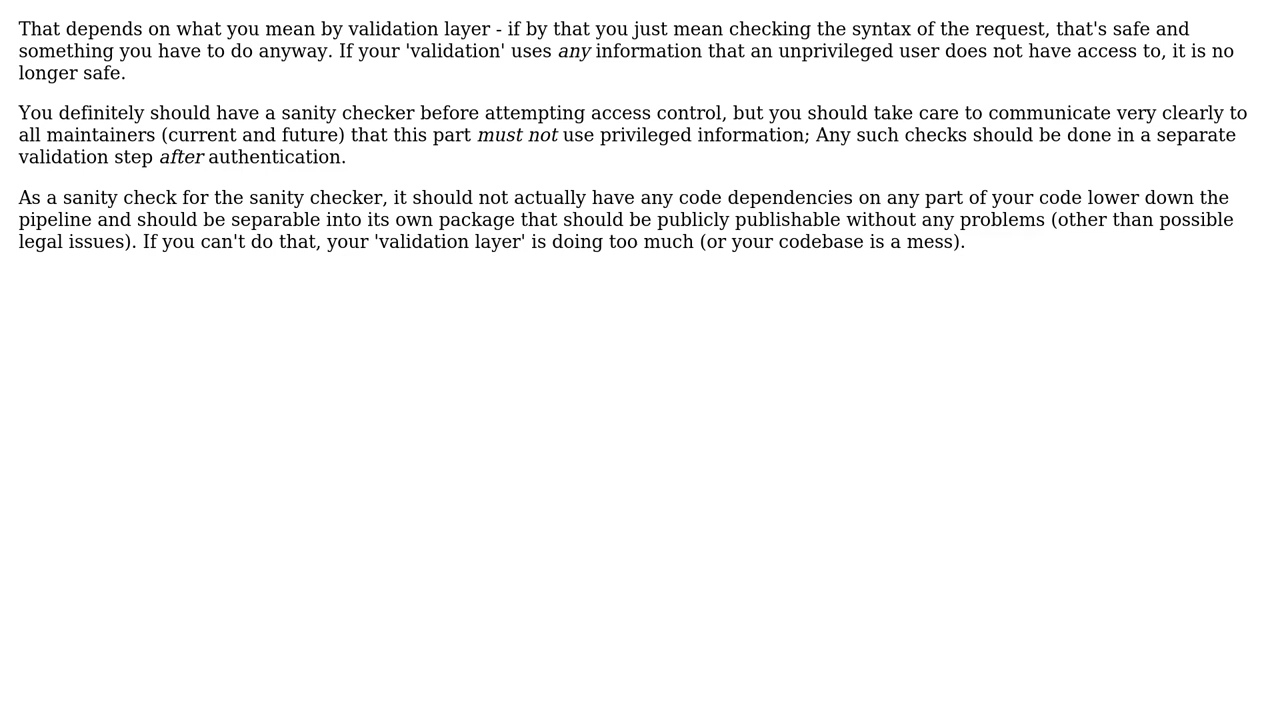 That depends on what you mean by validation layer - if by that you just mean checking the syntax of the request, that's safe and
something you have to do anyway. If your 'validation' uses any information that an unprivileged user does not have access to, it is no
longer safe.
You definitely should have a sanity checker before attempting access control, but you should take care to communicate very clearly to
all maintainers (current and future) that this part must not use privileged information; Any such checks should be done in a separate
validation step after authentication.
As a sanity check for the sanity checker, it should not actually have any code dependencies on any part of your code lower down the
pipeline and should be separable into its own package that should be publicly publishable without any problems (other than possible
legal issues). If you can't do that, your 'validation layer' is doing too much (or your codebase is a mess).